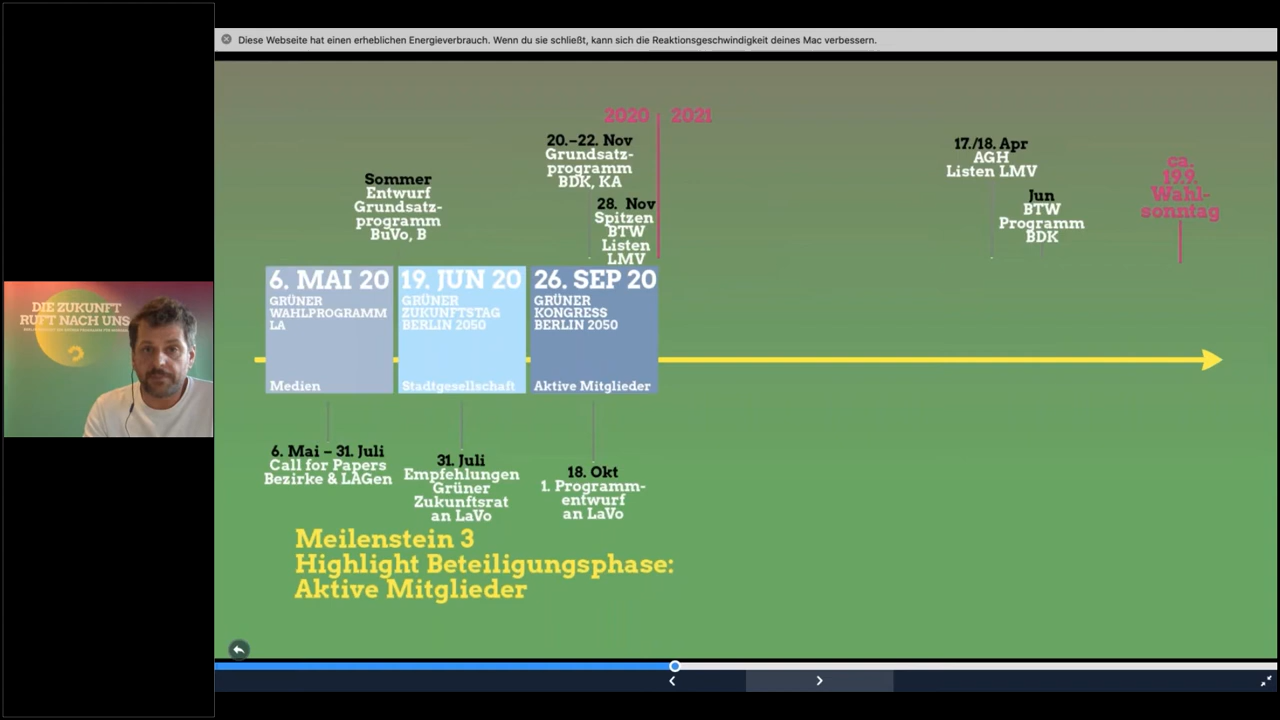 Diese Webseite hat einen erheblichen Energieverbrauch. Wenn du sie schließt, kann sich die Reaktionsgeschwindigkeit deines Mac verbessern.
2020 2021
20.–22. Nov
Grundsatz-
programm
BDK, KA
17./18. Apr
AGH
Listen LMV
ca.
19.9.
Wahl-
sonntag
Sommer
Entwurf
Grundsatz-
programm
BuVo, B
28. Nov
Spitzen
BTW
Listen
LMV
Jun
BTW
Programm
BDK
6. MAI 20
GRÜNER
WAHLPROGRAMM
LA
Medien
19. JUN 20
GRÜNER
ZUKUNFTSTAG
BERLIN 2050
Stadtgesellschaft
26. SEP 20
GRÜNER
KONGRESS
BERLIN 2050
Aktive Mitglieder
DIE ZUKUNFT
RUFT NACH UNS
6. Mai – 31. Juli
Call for Papers
Bezirke & LAGen
31. Juli
Empfehlungen
Grüner
Zukunftsrat
an LaVo
18. Okt
1. Programm-
entwurf
an LaVo
Meilenstein 3
Highlight Beteiligungsphase:
Aktive Mitglieder